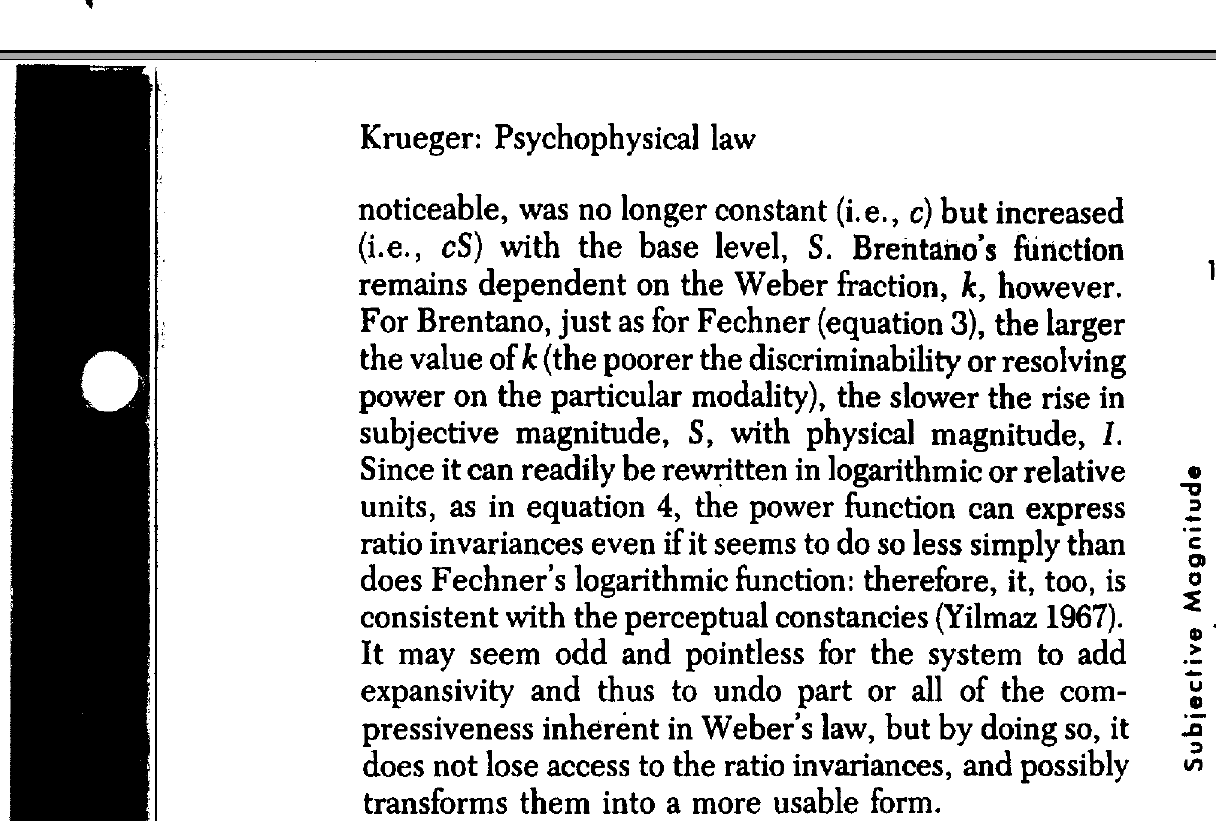 Krueger: Psychophysical law
noticeable, was no longer constant (i.e., c) but increased
(i.e., cS) with the base level, S. Brentano's function
remains dependent on the Weber fraction, k, however.
For Brentano, just as for Fechner (equation 3), the larger
the value of k (the poorer the discriminability or resolving
power on the particular modality), the slower the rise in
subjective magnitude, S, with physical magnitude, I.
Since it can readily be rewritten in logarithmic or relative
units, as in equation 4, the power function can express
ratio invariances even if it seems to do so less simply than
does Fechner's logarithmic function: therefore, it, too, is
consistent with the perceptual constancies (Yilmaz 1967).
It may seem odd and pointless for the system to add
expansivity and thus to undo part or all of the com-
pressiveness inherent in Weber's law, but by doing so, it
does not lose access to the ratio invariances, and possibly
transforms them into a more usable form.
Subjective Magnitude